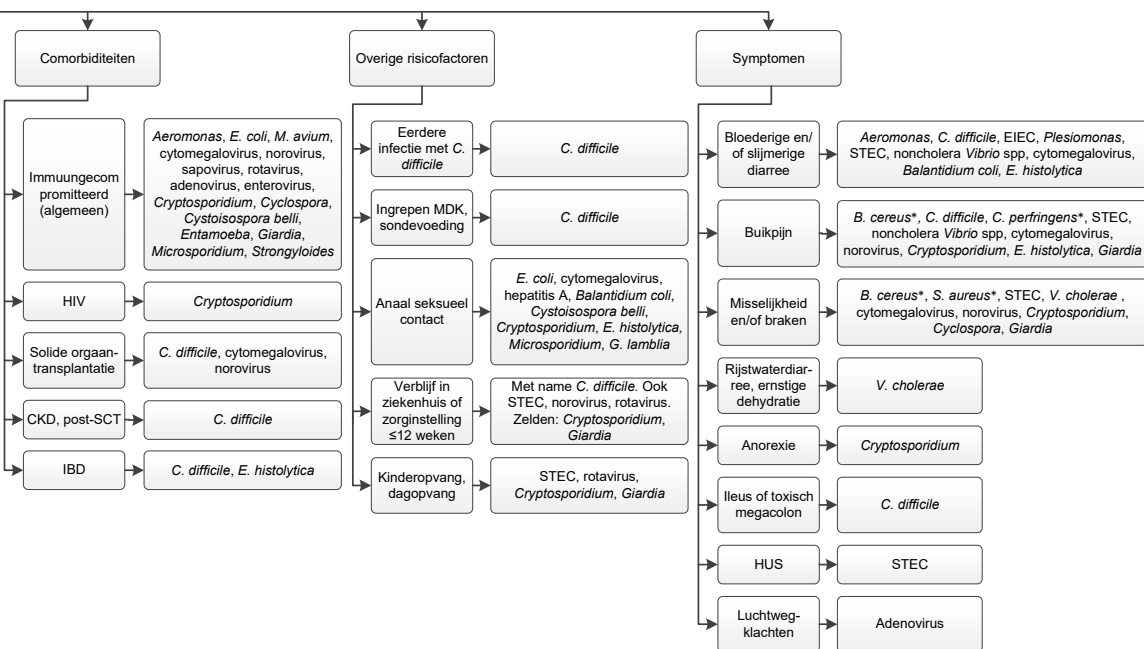 Comorbiditeiten
Immuungecom
promitteerd
(algemeen)
Aeromonas, E. coli, M. avium,
cytomegalovirus, norovirus,
sapovirus, rotavirus,
adenovirus, enterovirus,
Cryptosporidium, Cyclospora,
Cystoisospora belli,
Entamoeba, Giardia,
Microsporidium, Strongyloides
HIV
Cryptosporidium
Solide orgaan-
transplantatie
C. difficile, cytomegalovirus,
norovirus
CKD, post-SCT
C. difficile
IBD
C. difficile, E. histolytica
Overige risicofactoren
Eerdere
infectie met C.
difficile
C. difficile
Ingrepen MDK,
sondevoeding
C. difficile
Anaal seksueel
contact
E. coli, cytomegalovirus,
hepatitis A, Balantidium coli,
Cystoisospora belli,
Cryptosporidium, E. histolytica,
Microsporidium, G. lamblia
Verblijf in
ziekenhuis of
zorginstelling
≤12 weken
Met name C. difficile. Ook
STEC, norovirus, rotavirus.
Zelden: Cryptosporidium,
Giardia
Kinderopvang,
dagopvang
STEC, rotavirus,
Cryptosporidium, Giardia
Symptomen
Bloederige en/
of slijmerige
diarree
Aeromonas, C. difficile, EIEC, Plesiomonas,
STEC, noncholera Vibrio spp, cytomegalovirus,
Balantidium coli, E. histolytica
Buikpijn
B. cereus*, C. difficile, C. perfringens*, STEC,
noncholera Vibrio spp, cytomegalovirus,
norovirus, Cryptosporidium, E. histolytica, Giardia
Misselijkheid
en/of braken
B. cereus*, S. aureus*, STEC, V. cholerae ,
cytomegalovirus, norovirus, Cryptosporidium,
Cyclospora, Giardia
Rijstwaterdiar-
ree, ernstige
dehydratie
V. cholerae
Anorexie
Cryptosporidium
Ileus of toxisch
megacolon
C. difficile
HUS
STEC
Luchtweg-
klachten
Adenovirus